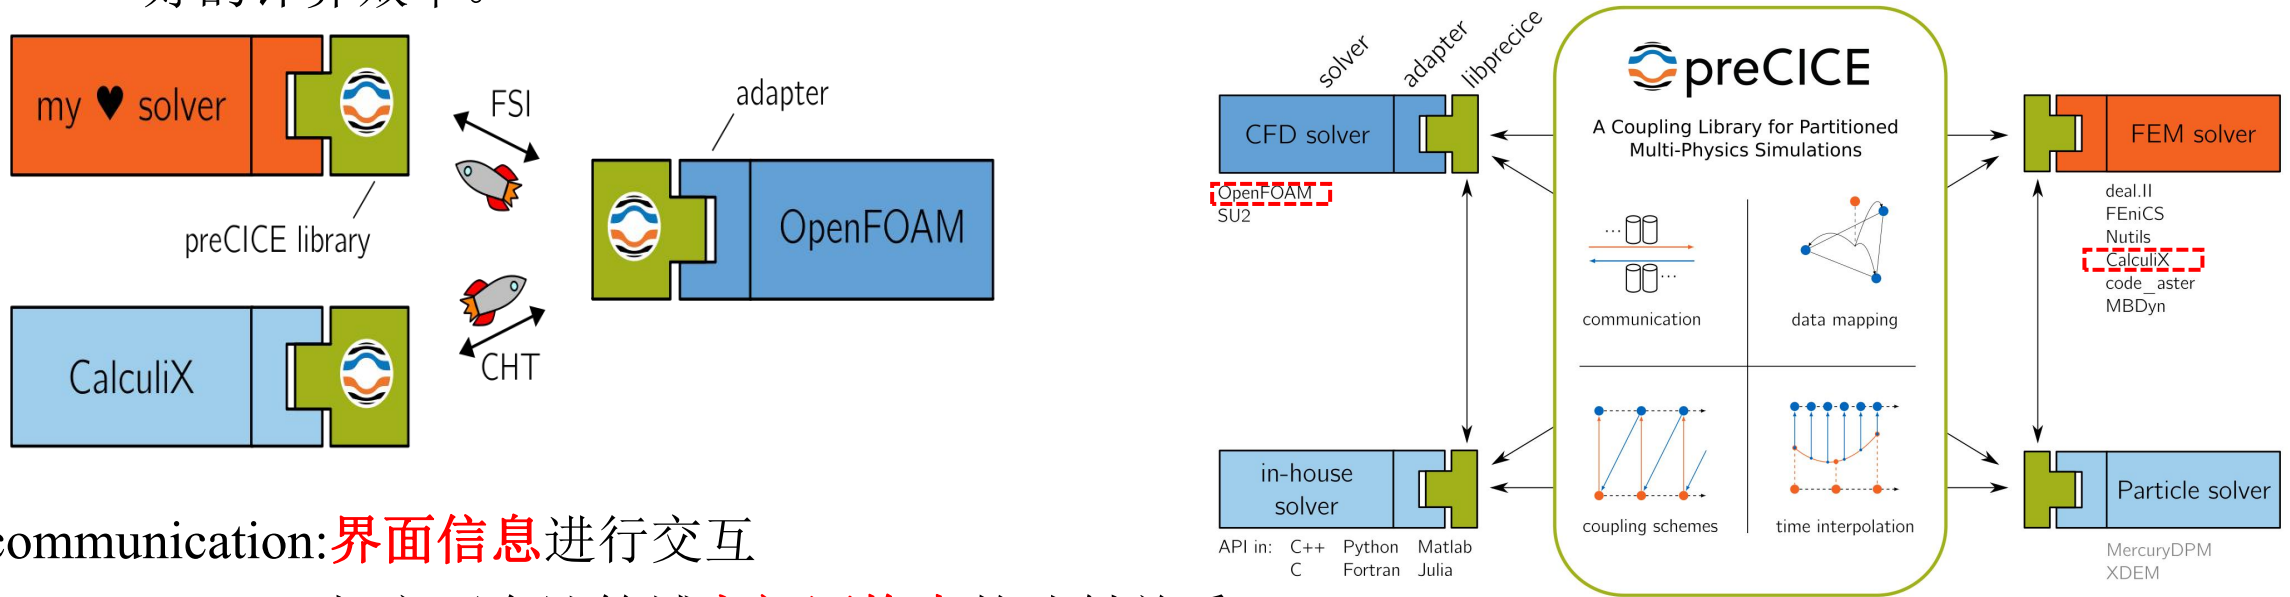 my ♥ solver
FSI
adapter
preCICE library
OpenFOAM
CalculiX
CHT
communication:界面信息进行交互
solver
adapter
libprecice
CFD solver
OpenFOAM
SU2
preCICE
A Coupling Library for Partitioned
Multi-Physics Simulations
communication
data mapping
coupling schemes
time interpolation
FEM solver
deal.II
FEniCS
Nutils
CalculiX
code_aster
MBDyn
in-house
solver
API in: C++ Python Matlab
C Fortran Julia
Particle solver
MercuryDPM
XDEM